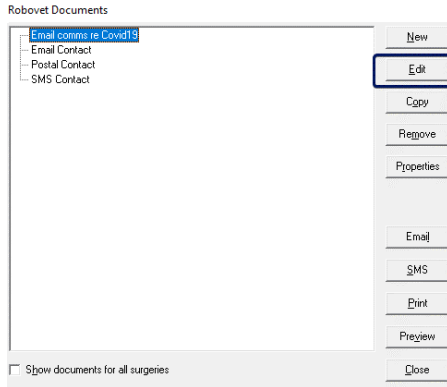 Robovet Documents
Email comms re Covid19
Email Contact
Postal Contact
SMS Contact
New
Edit
Copy
Remove
Properties
Email
SMS
Print
Preview
Close
Show documents for all surgeries